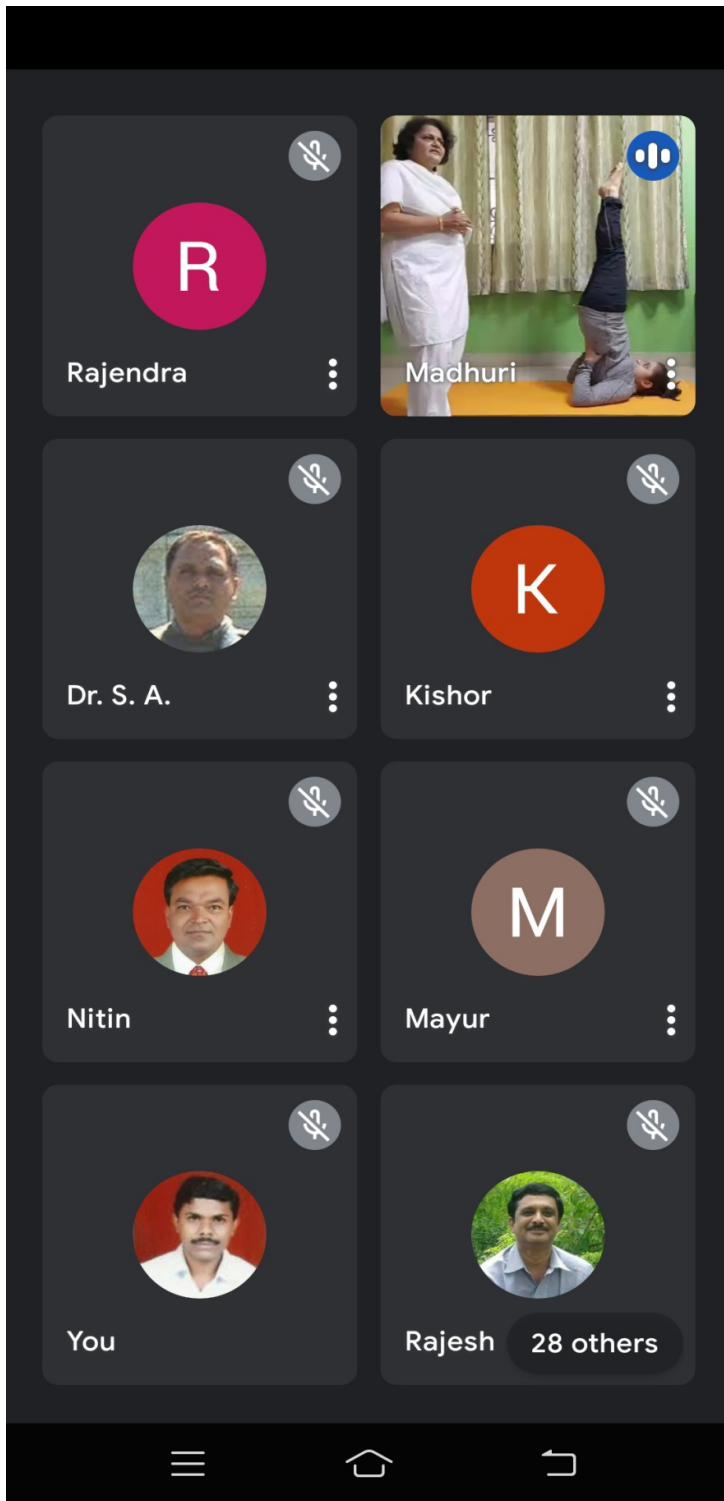 R
Rajendra
Madhuri
Dr. S. A.
K
Kishor
Nitin
M
Mayur
You
Rajesh
28 others